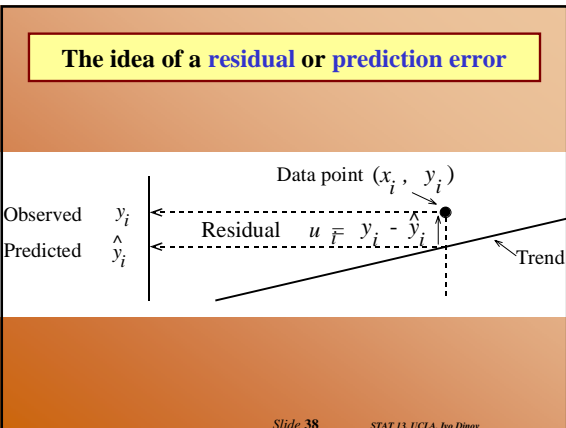 The idea of a residual or prediction error
Data point (x_i , y_i)
Observed y_i
Residual u_i = y_i - ŷ_i
Predicted ŷ_i
Trend
Slide 38 STAT 13, UCLA, Ivo Dinov